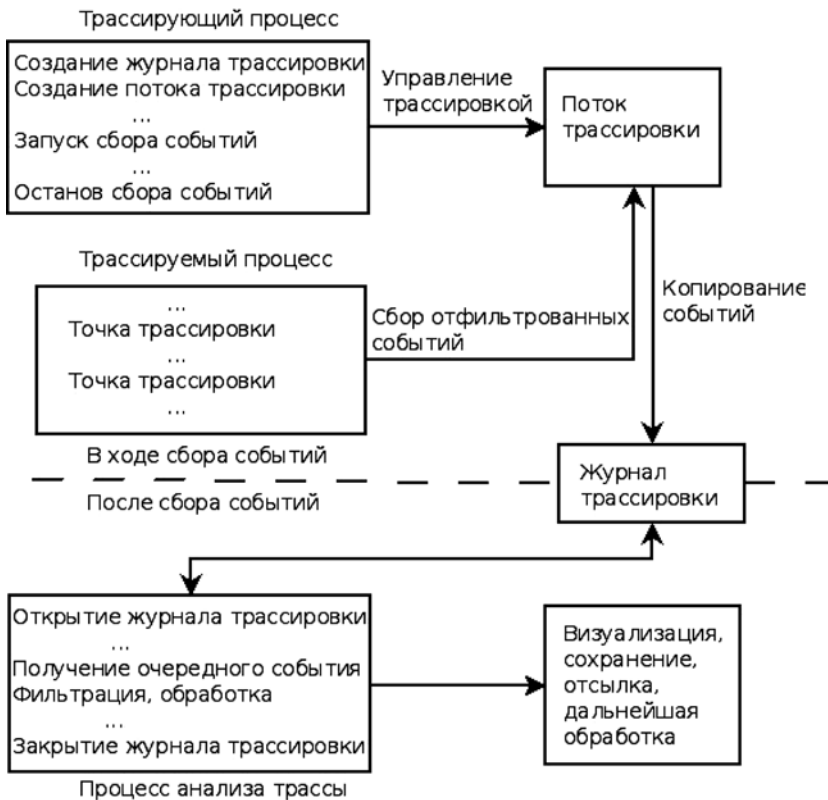 Трассирующий процесс
Создание журнала трассировки
Создание потока трассировки
...
Запуск сбора событий
...
Останов сбора событий
Управление
трассировкой
Поток
трассировки
Трассируемый процесс
...
Точка трассировки
...
Точка трассировки
...
Сбор отфильтрованных
событий
Копирование
событий
В ходе сбора событий
После сбора событий
Журнал
трассировки
Открытие журнала трассировки
...
Получение очередного события
Фильтрация, обработка
...
Закрытие журнала трассировки
Процесс анализа трассы
Визуализация,
сохранение,
отсылка,
дальнейшая
обработка